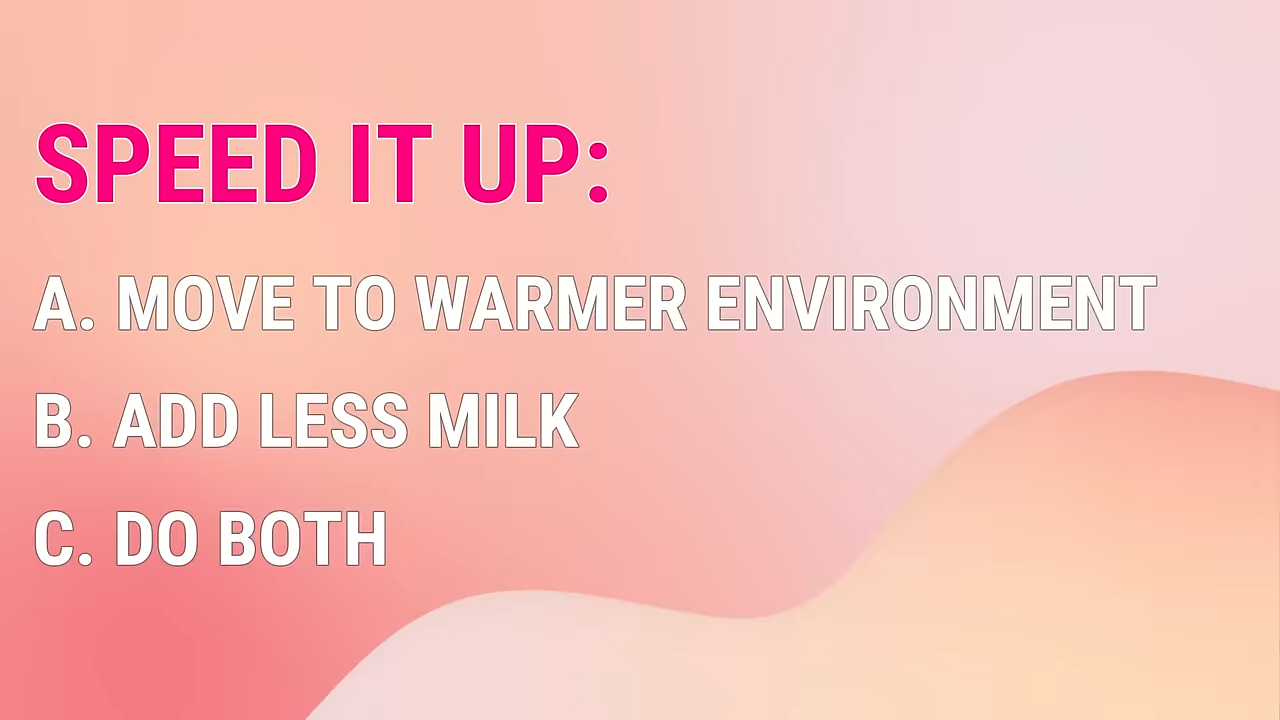 SPEED IT UP:
A. MOVE TO WARMER ENVIRONMENT
B. ADD LESS MILK
C. DO BOTH